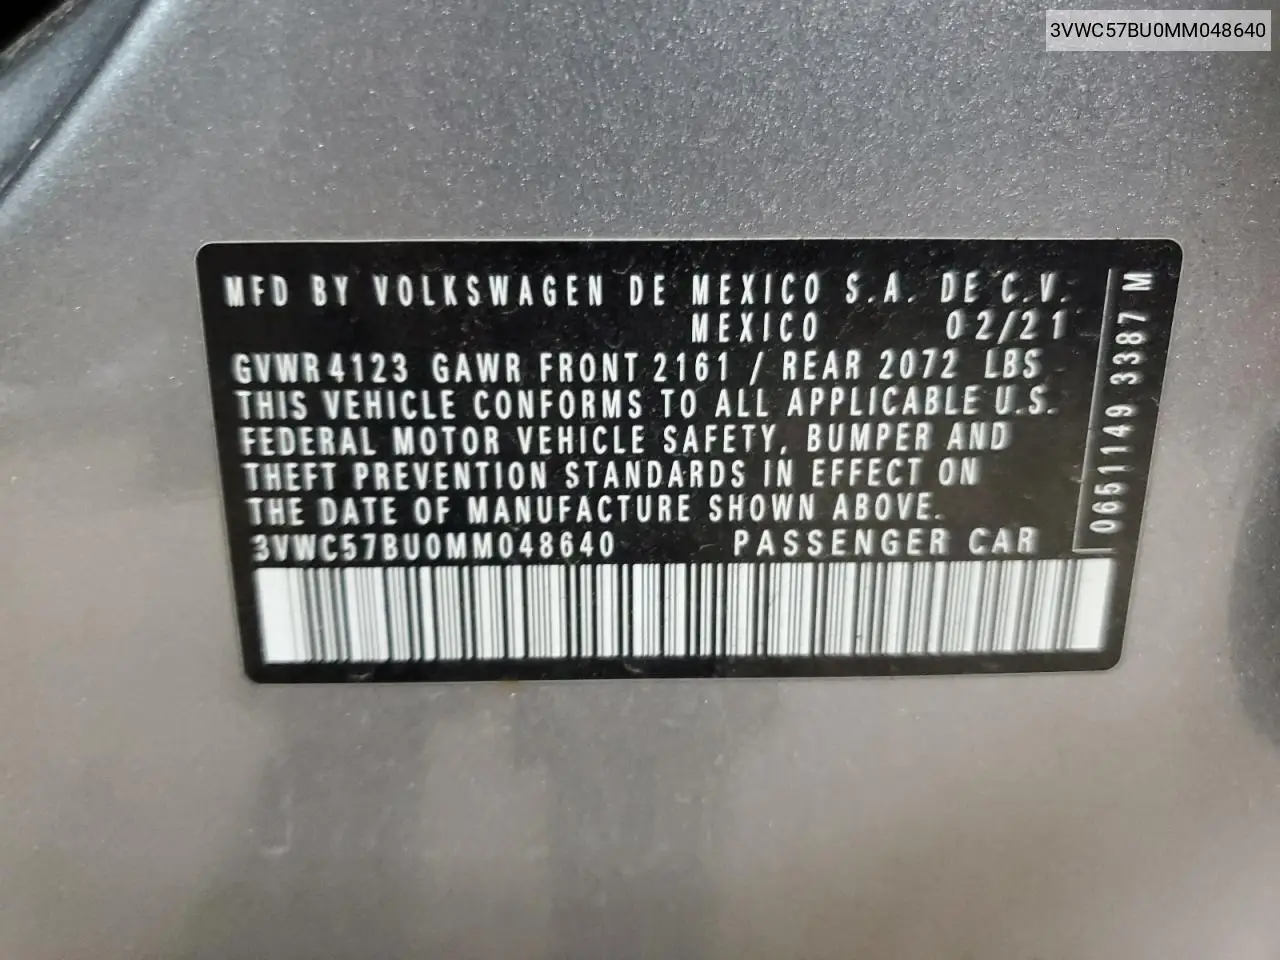 3VWC57BU0MM048640
MFD BY VOLKSWAGEN DE MEXICO S.A. DE C.V.
MEXICO 02/21
GVWR 4123 GAWR FRONT 2161 / REAR 2072 LBS
THIS VEHICLE CONFORMS TO ALL APPLICABLE U.S.
FEDERAL MOTOR VEHICLE SAFETY, BUMPER AND
THEFT PREVENTION STANDARDS IN EFFECT ON
THE DATE OF MANUFACTURE SHOWN ABOVE.
3VWC57BU0MM048640 PASSENGER CAR
0651149 3387 M